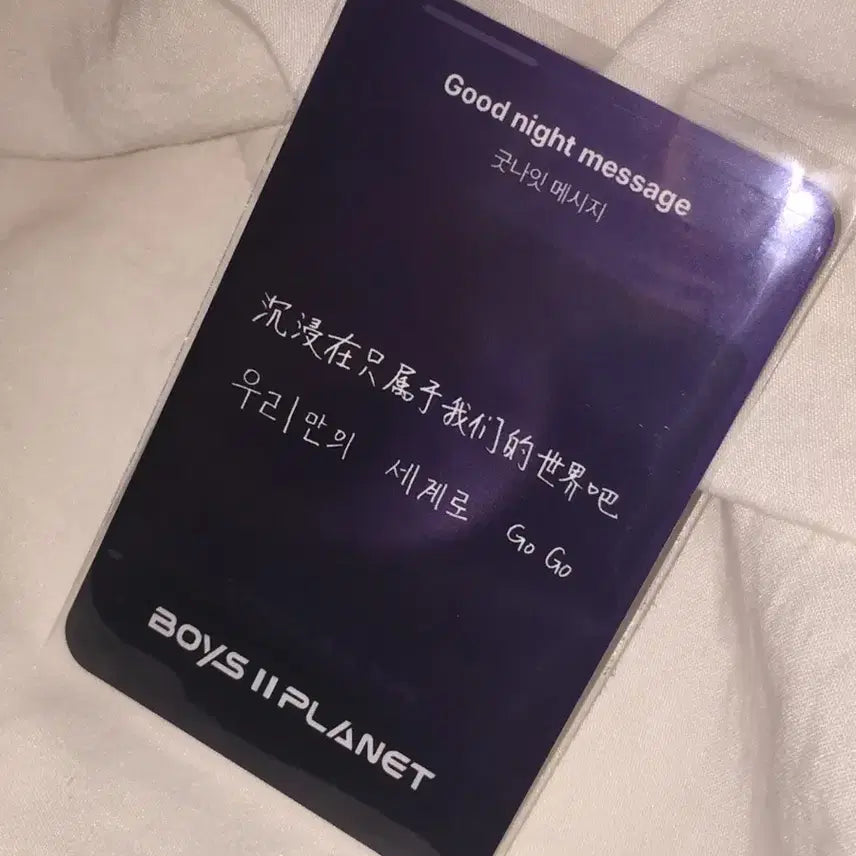 Good night message
굿나잇 메시지
沉浸在只属于我们的世界吧
우리만의 세계로 Go Go
BOYS II PLANET